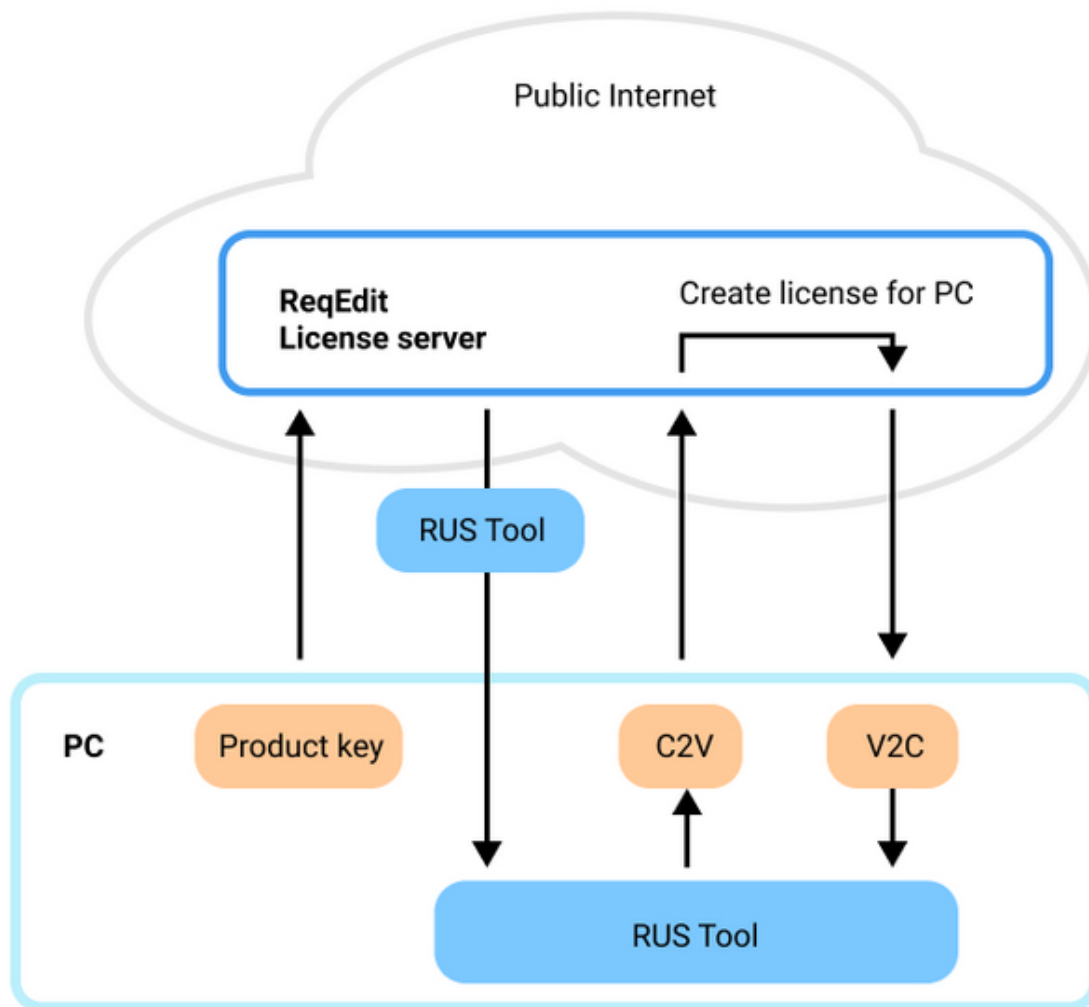 Public Internet
ReqEdit
License server
Create license for PC
RUS Tool
PC
Product key
C2V
V2C
RUS Tool